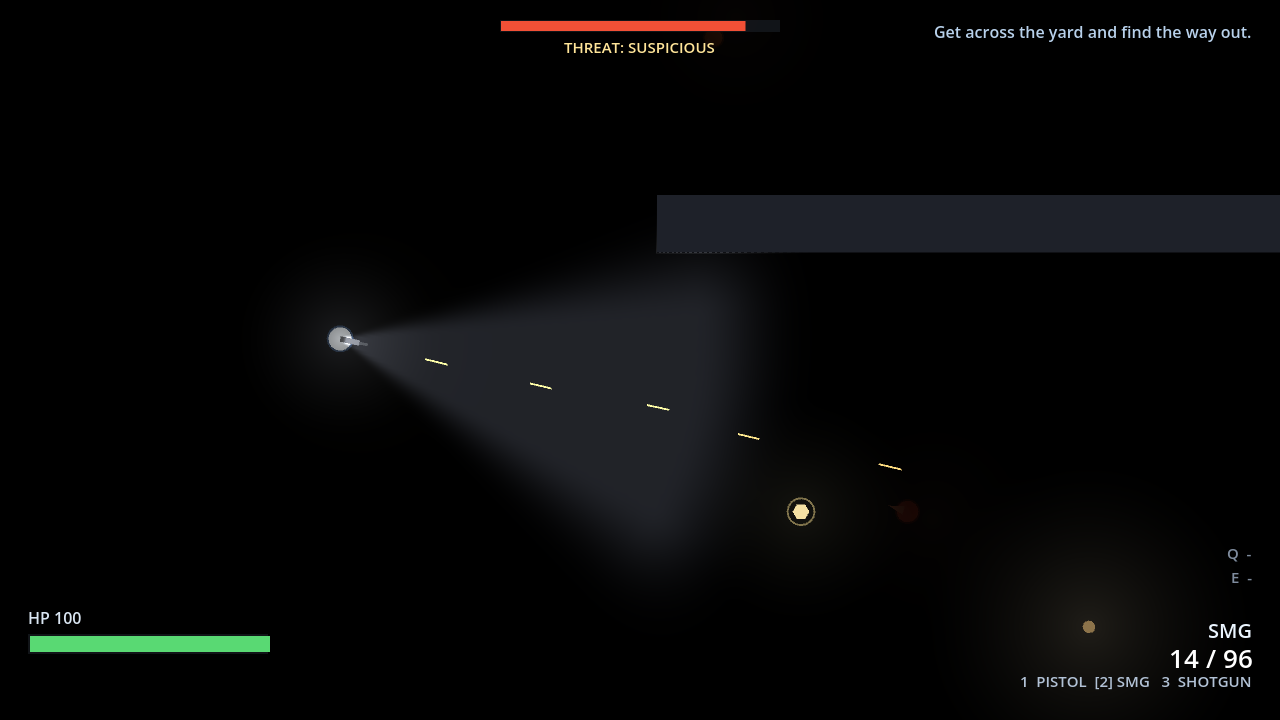 THREAT: SUSPICIOUS
Get across the yard and find the way out.
Q -
E -
HP 100
SMG
14 / 96
1 PISTOL [2] SMG 3 SHOTGUN